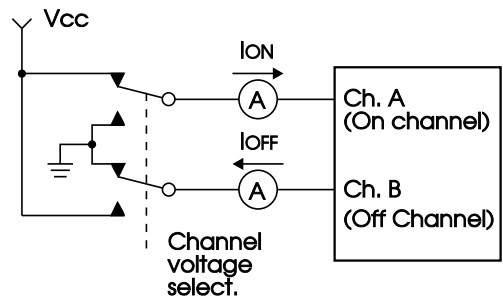 Vcc
ION
A
Ch. A
(On channel)
IOFF
A
Ch. B
(Off Channel)
Channel
voltage
select.